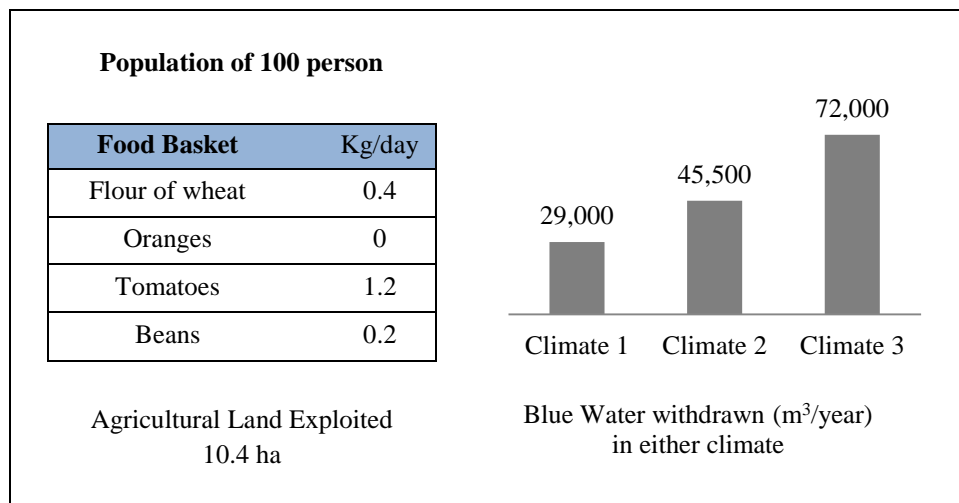 Population of 100 person
Food Basket Kg/day
Flour of wheat 0.4
Oranges 0
Tomatoes 1.2
Beans 0.2
Agricultural Land Exploited
10.4 ha
29,000
45,500
72,000
Climate 1 Climate 2 Climate 3
Blue Water withdrawn (m³/year)
in either climate